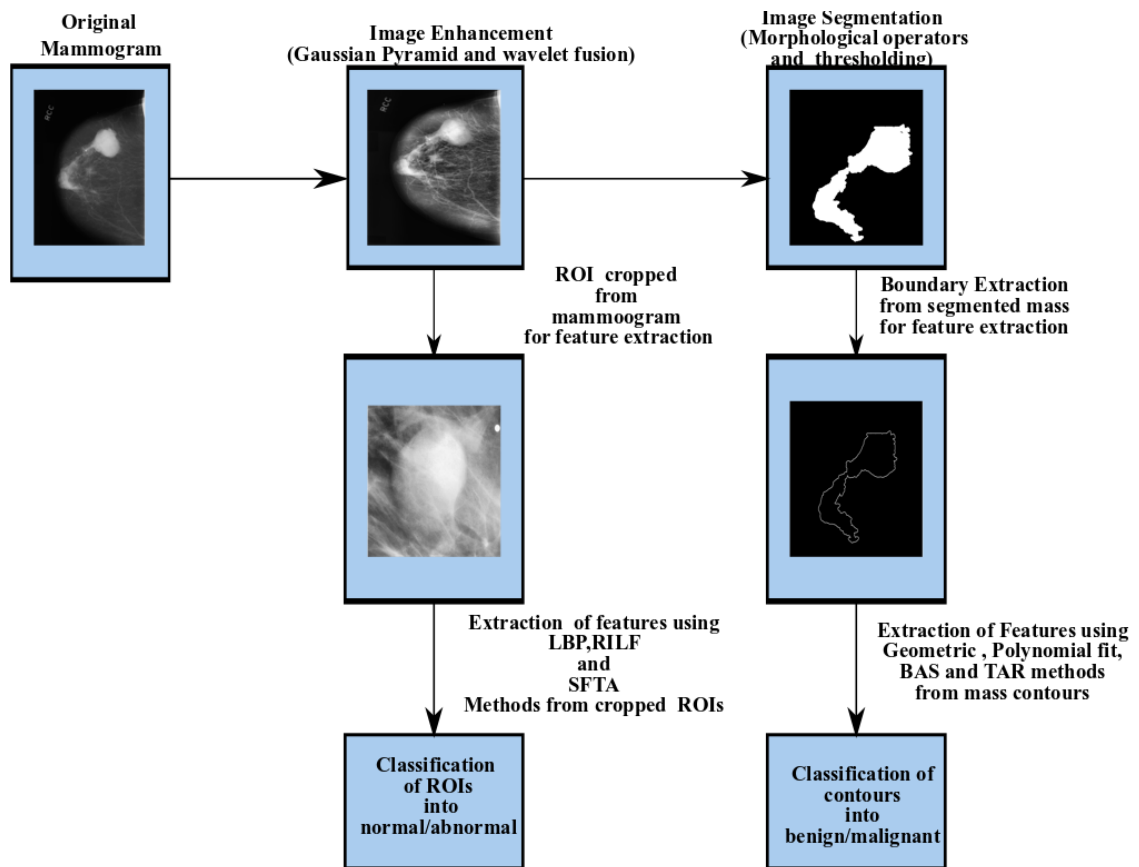 Original
Mammogram
RCC
Image Enhancement
(Gaussian Pyramid and wavelet fusion)
RCC
Image Segmentation
(Morphological operators
and thresholding)
ROI cropped
from
mammoogram
for feature extraction
Boundary Extraction
from segmented mass
for feature extraction
Extraction of features using
LBP,RILF
and
SFTA
Methods from cropped ROIs
Extraction of Features using
Geometric , Polynomial fit,
BAS and TAR methods
from mass contours
Classification
of ROIs
into
normal/abnormal
Classification of
contours
into
benign/malignant